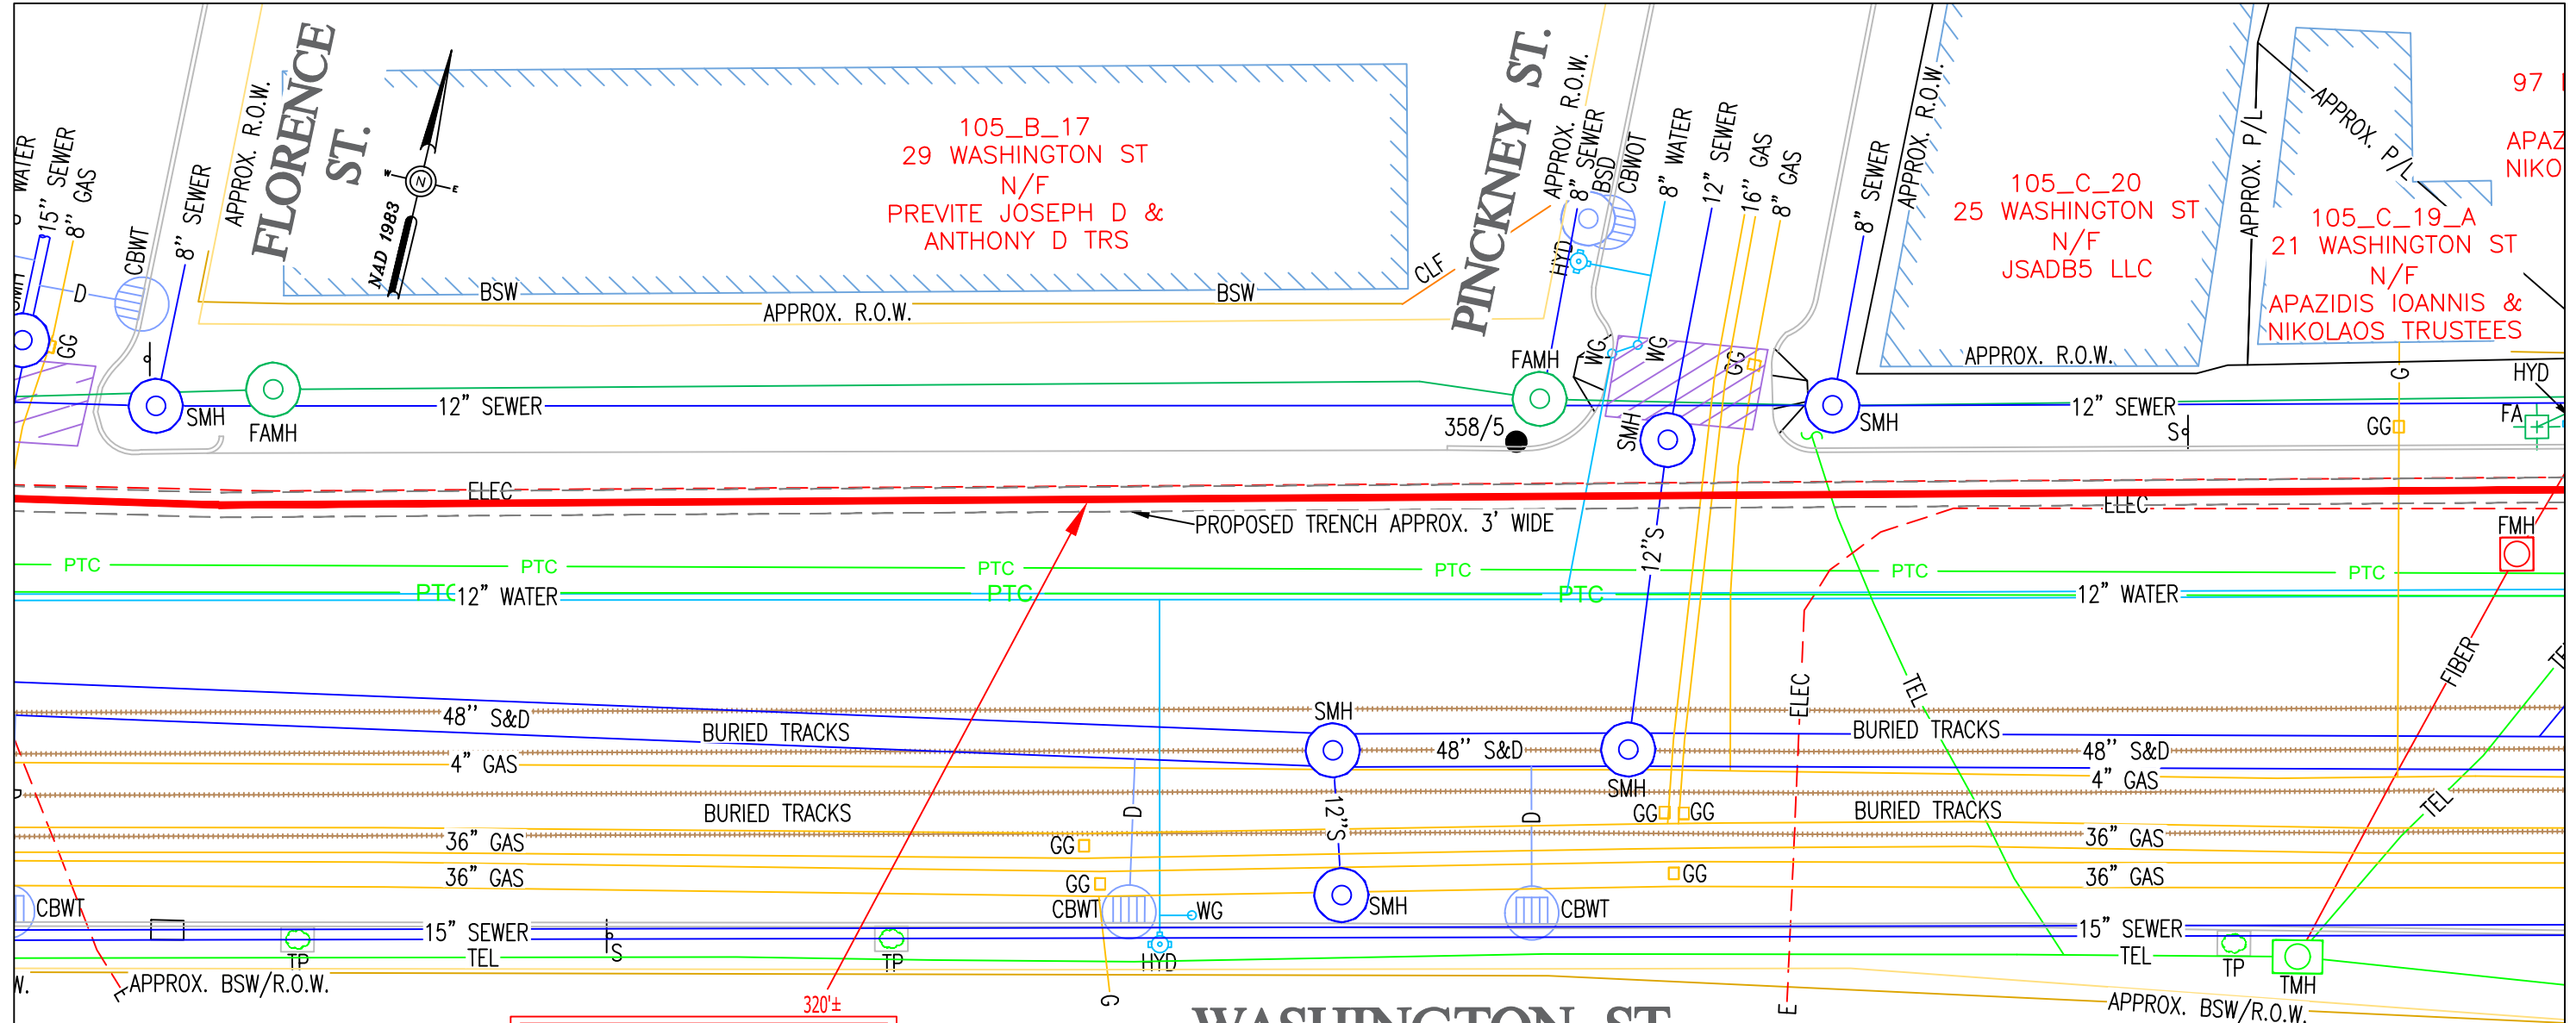 FLORENCE
ST.
PINCKNEY ST.
WATER
15" SEWER
8" GAS
CBWT
8" SEWER
APPROX. R.O.W.
D
GG
NAD 1983
N
W
E
105_B_17
29 WASHINGTON ST
N/F
PREVITE JOSEPH D &
ANTHONY D TRS
BSW
BSW
APPROX. R.O.W.
CLF
APPROX. R.O.W.
8" SEWER
BSD
CBWOT
8" WATER
12" SEWER
16" GAS
8" GAS
HYD
8" SEWER
APPROX. R.O.W.
105_C_20
25 WASHINGTON ST
N/F
JSADB5 LLC
APPROX. P/L
APPROX. P/L
97
APAZ
NIKO
105_C_19_A
21 WASHINGTON ST
N/F
APAZIDIS IOANNIS &
NIKOLAOS TRUSTEES
APPROX. R.O.W.
HYD
G
WG
WG
GG
FAMH
SMH
FAMH
12" SEWER
358/5
SMH
SMH
12" SEWER
S
GG
FA
ELEC
ELEC
PROPOSED TRENCH APPROX. 3' WIDE
12"S
FMH
PTC
PTC
PTC
PTC
PTC
PTC
PTC
12" WATER
PTC
PTC
12" WATER
FIBER
TEL
ELEC
SMH
48" S&D
BURIED TRACKS
48" S&D
BURIED TRACKS
48" S&D
4" GAS
4" GAS
SMH
TEL
BURIED TRACKS
D
12"S
D
GG
GG
BURIED TRACKS
36" GAS
GG
36" GAS
36" GAS
GG
GG
36" GAS
CBWT
CBWT
SMH
CBWT
WG
15" SEWER
S
15" SEWER
TP
TEL
TP
HYD
TEL
TP
TMH
E
APPROX. BSW/R.O.W.
W.
320'±
G
E
APPROX. BSW/R.O.W.
WASHINGTON ST